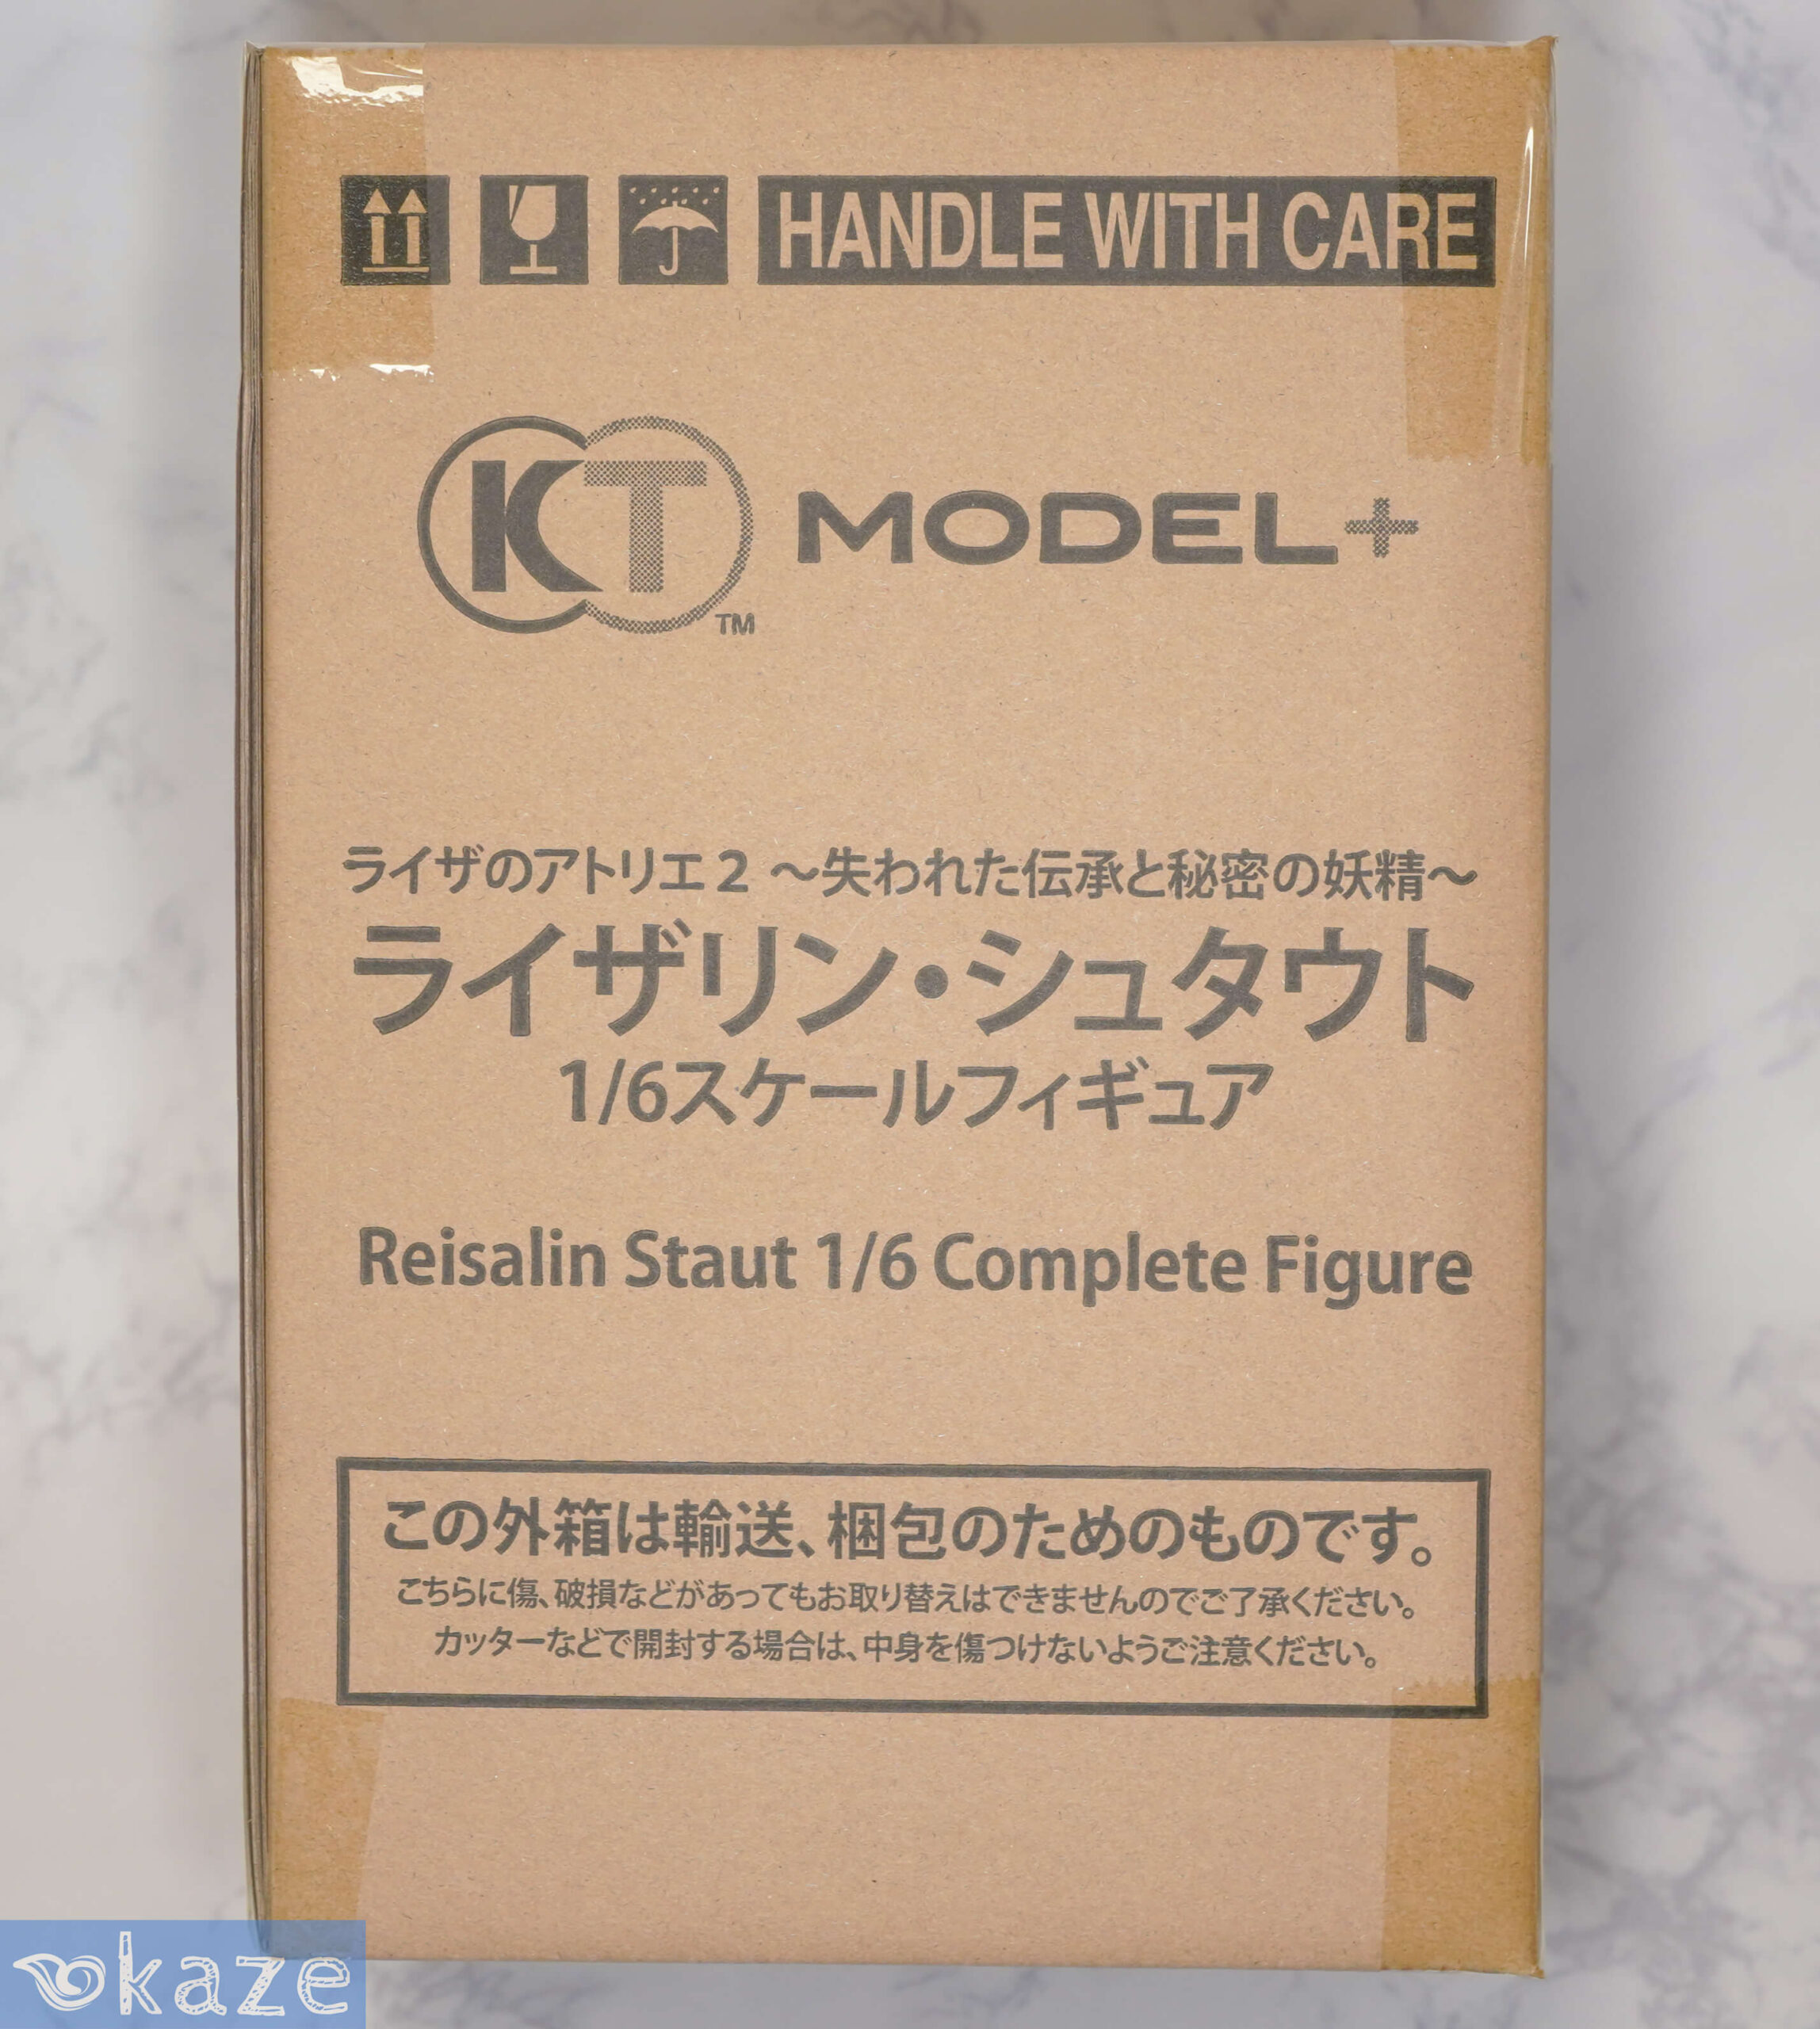 HANDLE WITH CARE
KT TM MODEL+
ライザのアトリエ2 ～失われた伝承と秘密の妖精～
ライザリン・シュタウト
1/6スケールフィギュア
Reisalin Staut 1/6 Complete Figure
この外箱は輸送、梱包のためのものです。
こちらに傷、破損などがあってもお取り替えはできませんのでご了承ください。
カッターなどで開封する場合は、中身を傷つけないようご注意ください。
kaze